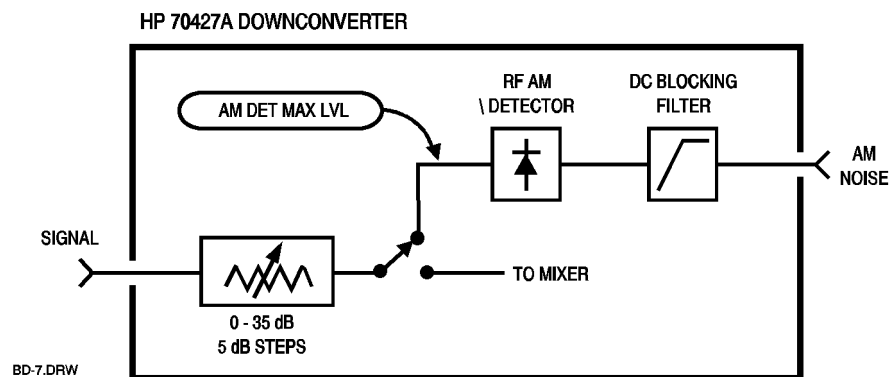 HP 70427A DOWNCONVERTER
RF AM
\ DETECTOR
DC BLOCKING
FILTER
AM DET MAX LVL
AM
NOISE
SIGNAL
TO MIXER
0 - 35 dB
5 dB STEPS
BD-7.DRW